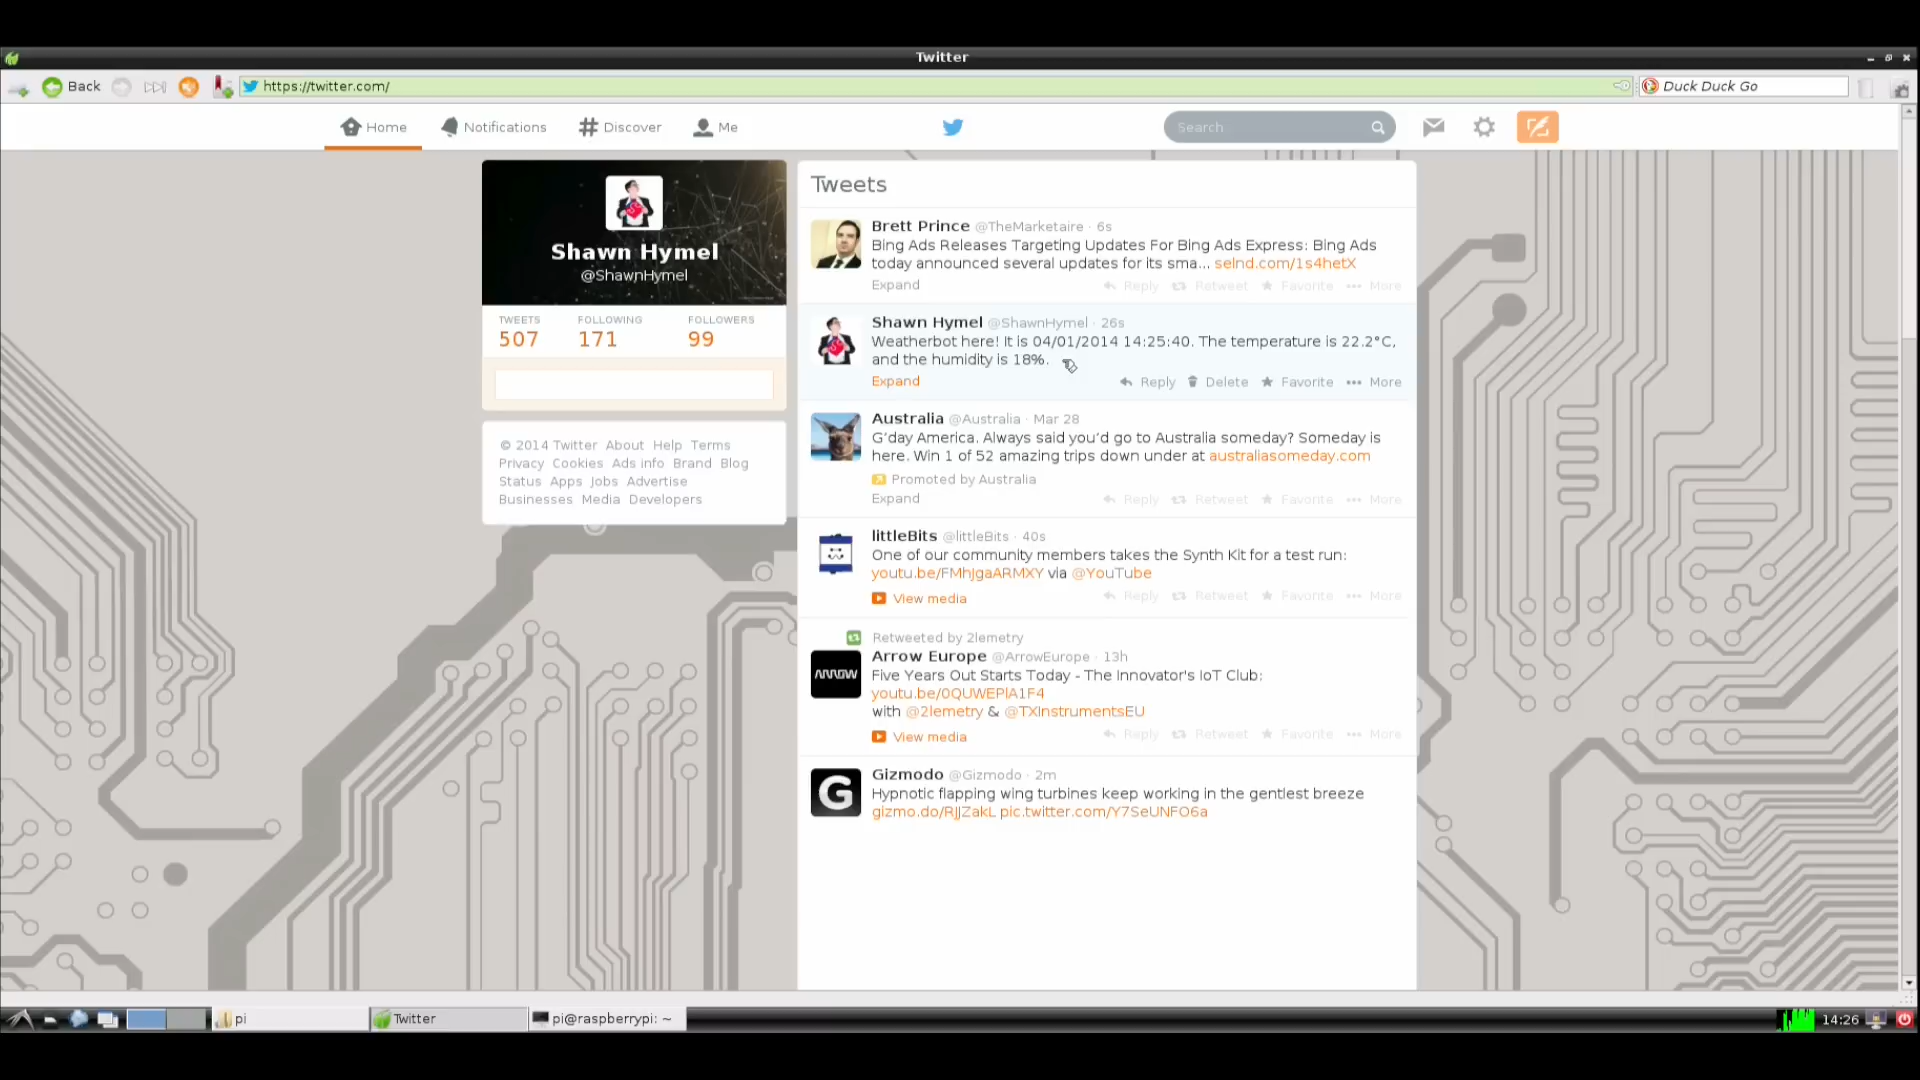 Twitter
Back
https://twitter.com/
Duck Duck Go
Home
Notifications
Discover
Me
Search
Shawn Hymel
@ShawnHymel
TWEETS FOLLOWING FOLLOWERS
507 171 99
© 2014 Twitter About Help Terms
Privacy Cookies Ads info Brand Blog
Status Apps Jobs Advertise
Businesses Media Developers
Tweets
Brett Prince @TheMarketaire · 6s
Bing Ads Releases Targeting Updates For Bing Ads Express: Bing Ads
today announced several updates for its sma... selnd.com/1s4hetX
Expand Reply Retweet Favorite More
Shawn Hymel @ShawnHymel · 26s
Weatherbot here! It is 04/01/2014 14:25:40. The temperature is 22.2°C,
and the humidity is 18%.
Expand Reply Delete Favorite More
Australia @Australia · Mar 28
G'day America. Always said you'd go to Australia someday? Someday is
here. Win 1 of 52 amazing trips down under at australiasomeday.com
Promoted by Australia
Expand Reply Retweet Favorite More
littleBits @littleBits · 40s
One of our community members takes the Synth Kit for a test run:
youtu.be/FMhJgaARMXY via @YouTube
View media Reply Retweet Favorite More
Retweeted by 2lemetry
ARROW
Arrow Europe @ArrowEurope · 13h
Five Years Out Starts Today - The Innovator's IoT Club:
youtu.be/0QUWEPlA1F4
with @2lemetry & @TXInstrumentsEU
View media Reply Retweet Favorite More
G
Gizmodo @Gizmodo · 2m
Hypnotic flapping wing turbines keep working in the gentlest breeze
gizmo.do/RJJZakL pic.twitter.com/Y7SeUNFO6a
pi
Twitter
pi@raspberrypi: ~
14:26